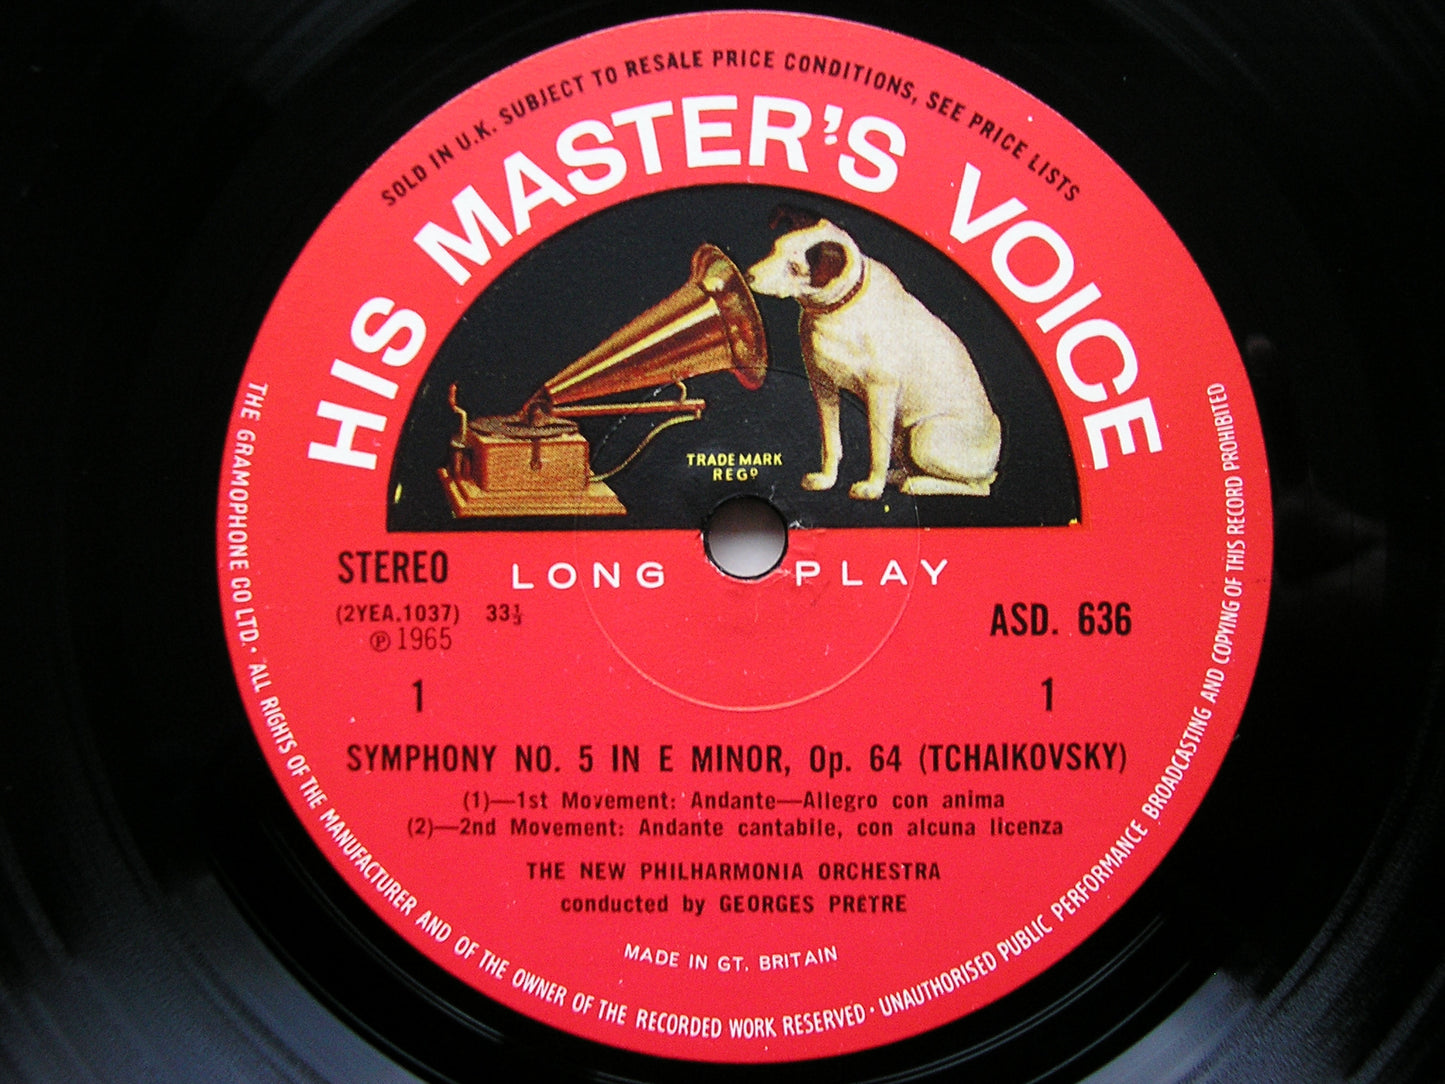 SOLD IN U.K. SUBJECT TO RESALE PRICE CONDITIONS, SEE PRICE LISTS
HIS MASTER'S VOICE
TRADE MARK
REGD
LONG PLAY
STEREO
(2YEA.1037) 33⅓
℗ 1965
ASD. 636
1 1
SYMPHONY NO. 5 IN E MINOR, Op. 64 (TCHAIKOVSKY)
(1)—1st Movement: Andante—Allegro con anima
(2)—2nd Movement: Andante cantabile, con alcuna licenza
THE NEW PHILHARMONIA ORCHESTRA
conducted by GEORGES PRÊTRE
MADE IN GT. BRITAIN
THE GRAMOPHONE CO LTD. · ALL RIGHTS OF THE MANUFACTURER AND OF THE OWNER OF THE RECORDED WORK RESERVED · UNAUTHORISED PUBLIC PERFORMANCE BROADCASTING AND COPYING OF THIS RECORD PROHIBITED